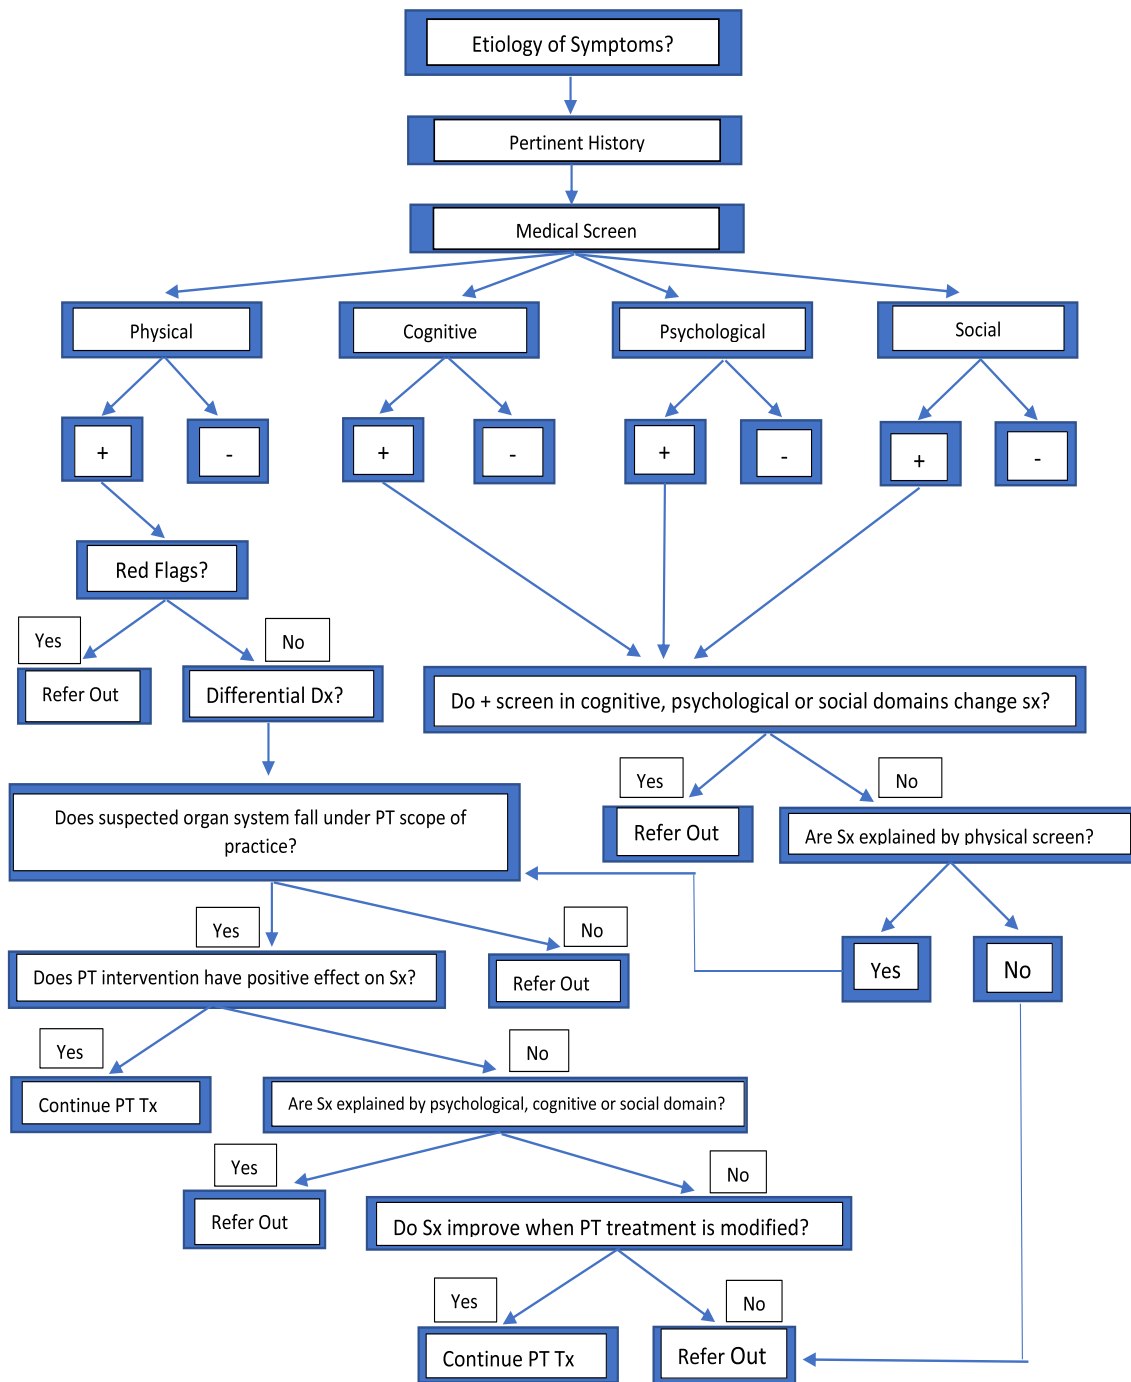 Etiology of Symptoms?
Pertinent History
Medical Screen
Physical
Cognitive
Psychological
Social
+
-
+
-
+
-
+
-
Red Flags?
Yes
No
Refer Out
Differential Dx?
Do + screen in cognitive, psychological or social domains change sx?
Yes
No
Does suspected organ system fall under PT scope of
practice?
Refer Out
Are Sx explained by physical screen?
Yes
No
Yes
No
Does PT intervention have positive effect on Sx?
Refer Out
Yes
No
Continue PT Tx
Are Sx explained by psychological, cognitive or social domain?
Yes
No
Refer Out
Do Sx improve when PT treatment is modified?
Yes
No
Continue PT Tx
Refer Out